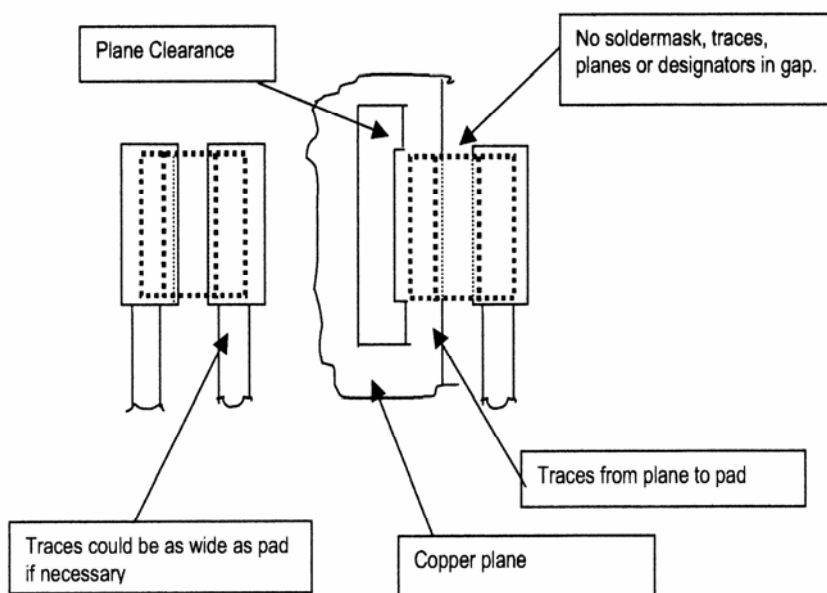 Plane Clearance
No soldermask, traces,
planes or designators in gap.
Traces from plane to pad
Traces could be as wide as pad
if necessary
Copper plane